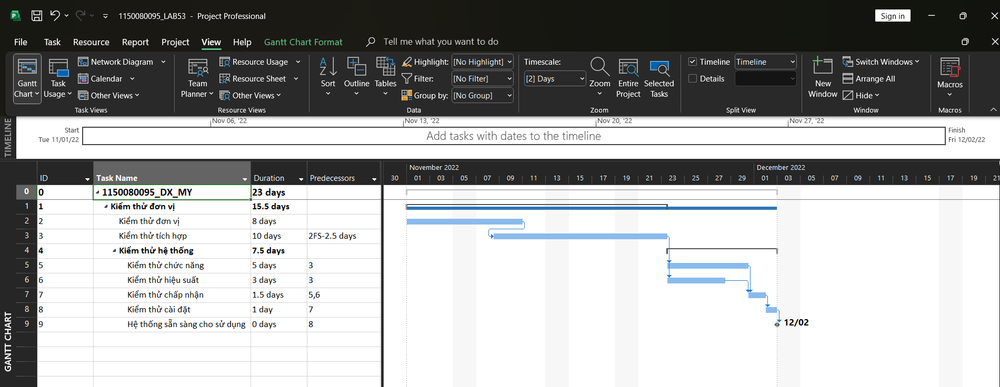 1150080095_LAB53 - Project Professional
Sign in
File Task Resource Report Project View Help Gantt Chart Format Tell me what you want to do
Gantt Chart
Task Usage
Network Diagram
Calendar
Other Views
Task Views
Team Planner
Resource Usage
Resource Sheet
Other Views
Resource Views
Sort
Outline
Tables
Highlight: [No Highlight]
Filter: [No Filter]
Group by: [No Group]
Data
Timescale:
[2] Days
Zoom
Entire Project
Selected Tasks
Zoom
Timeline Timeline
Details
Split View
New Window
Switch Windows
Arrange All
Hide
Window
Macros
Macros
TIMELINE
Nov 06, '22 Nov 13, '22 Nov 20, '22 Nov 27, '22
Start
Tue 11/01/22
Add tasks with dates to the timeline
Finish
Fri 12/02/22
November 2022 December 2022
ID Task Name Duration Predecessors 30 01 03 05 07 09 11 13 15 17 19 21 23 25 27 29 01 03 05 07 09 11 13 15 17 19 21
0 0 1150080095_DX_MY 23 days
1 1 Kiểm thử đơn vị 15.5 days
2 2 Kiểm thử đơn vị 8 days
3 3 Kiểm thử tích hợp 10 days 2FS-2.5 days
4 4 Kiểm thử hệ thống 7.5 days
5 5 Kiểm thử chức năng 5 days 3
6 6 Kiểm thử hiệu suất 3 days 3
7 7 Kiểm thử chấp nhận 1.5 days 5,6
8 8 Kiểm thử cài đặt 1 day 7
9 9 Hệ thống sẵn sàng cho sử dụng 0 days 8 12/02
GANTT CHART